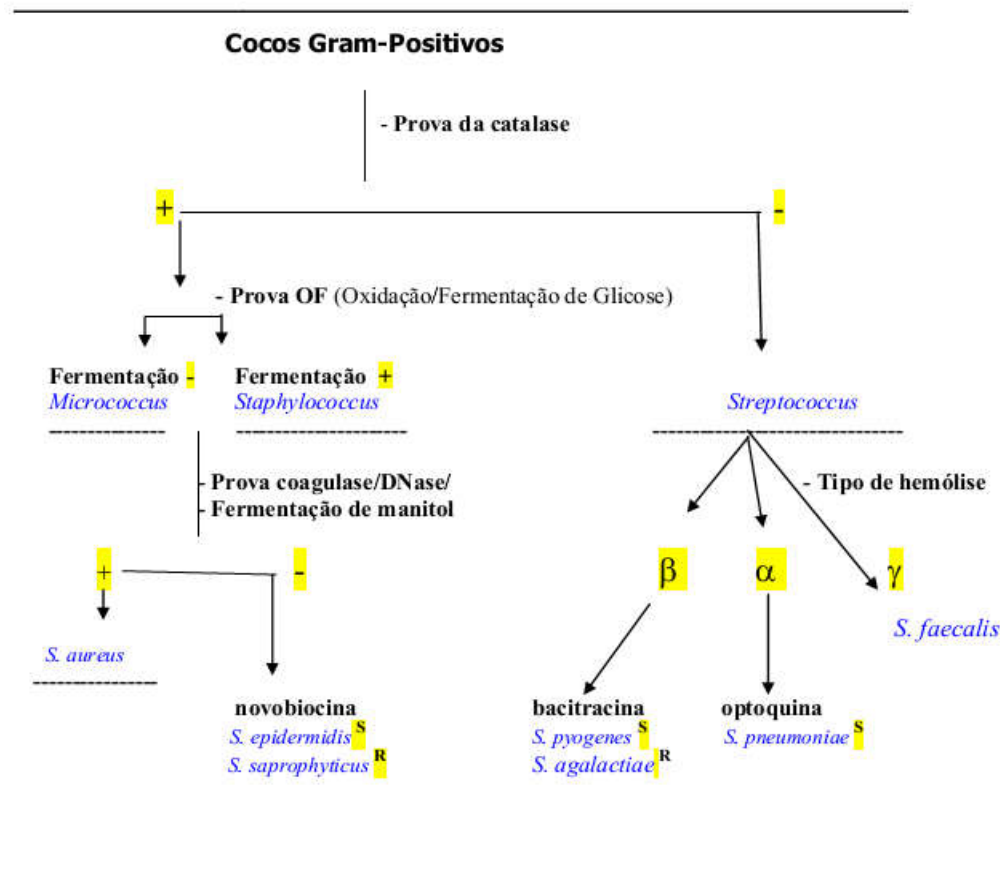 Cocos Gram-Positivos
- Prova da catalase
+
-
- Prova OF (Oxidação/Fermentação de Glicose)
Fermentação -
Micrococcus
Fermentação +
Staphylococcus
Streptococcus
- Prova coagulase/DNase/
- Fermentação de manitol
- Tipo de hemólise
+
-
β
α
γ
S. aureus
S. faecalis
novobiocina
S. epidermidis S
S. saprophyticus R
bacitracina
S. pyogenes S
S. agalactiae R
optoquina
S. pneumoniae S